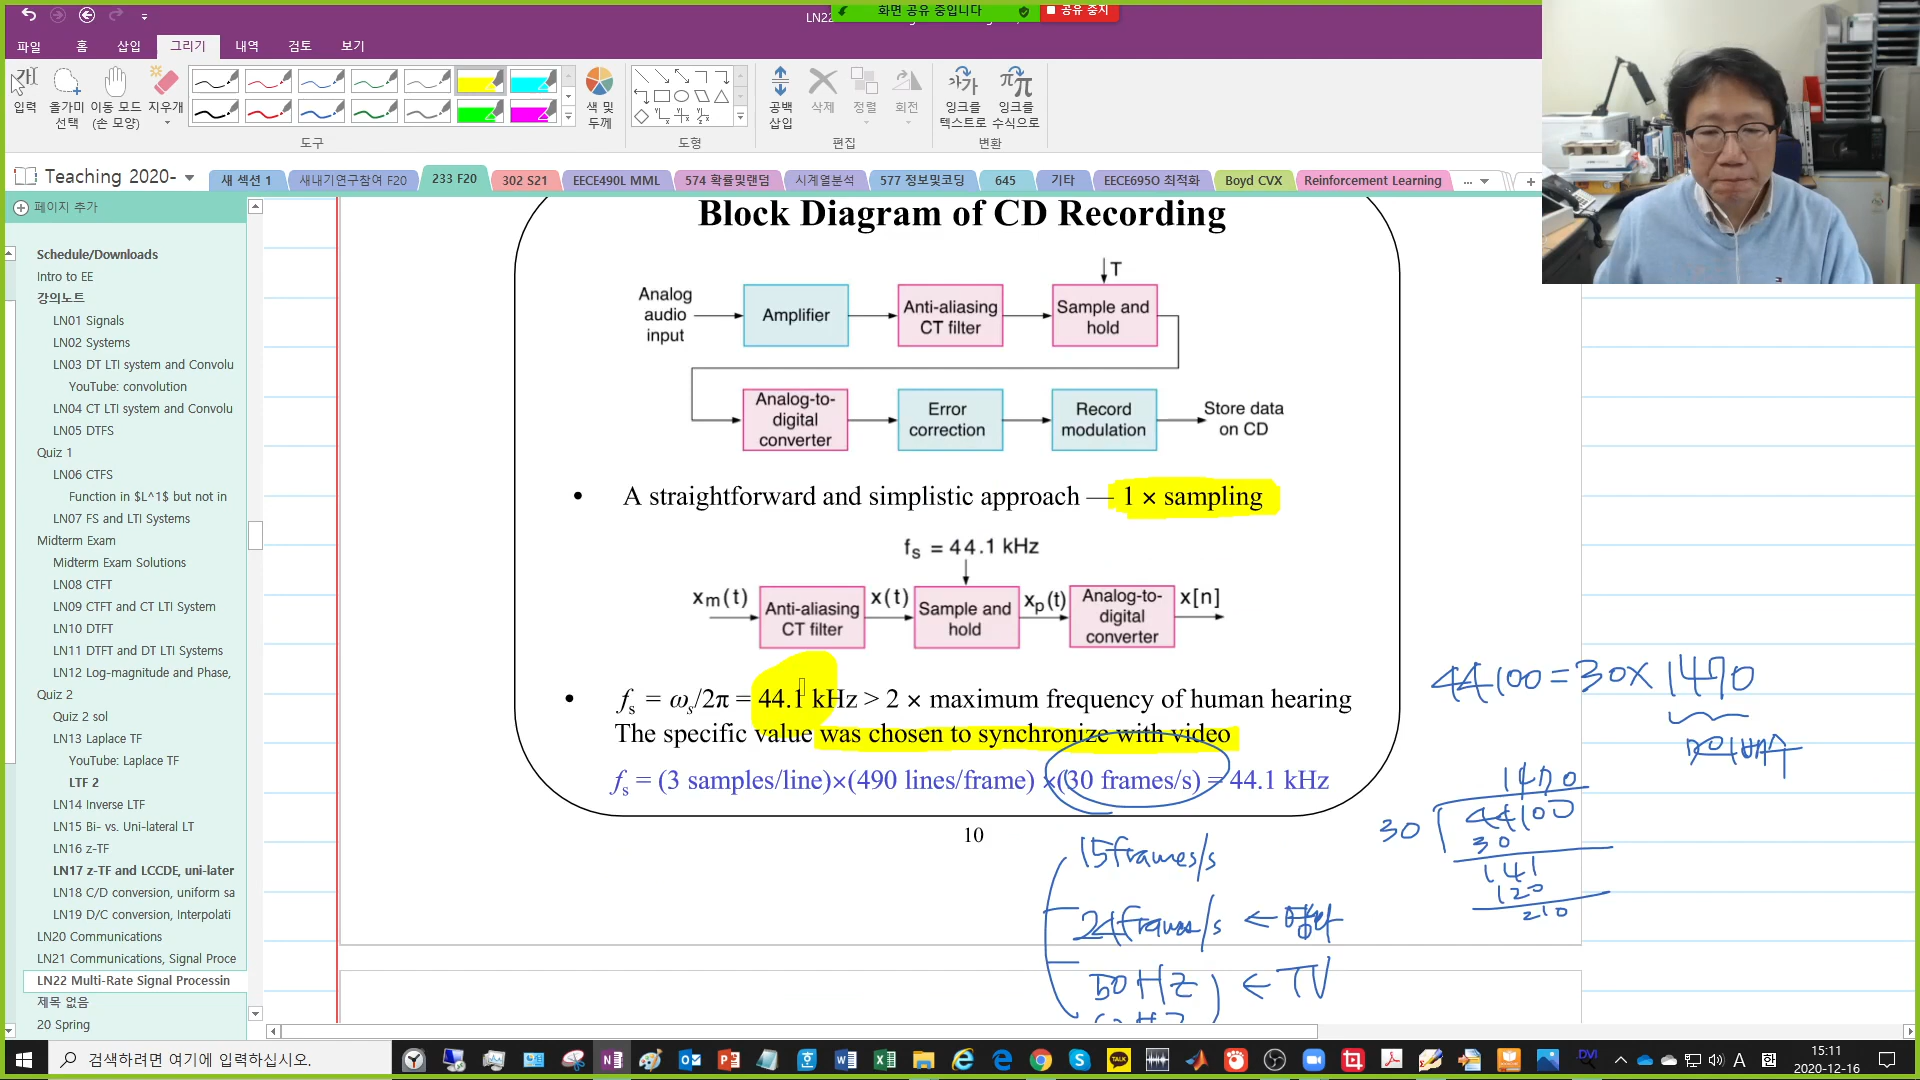 LN22
화면 공유 중입니다
공유 중지
파일 홈 삽입 그리기 내역 검토 보기
입력
올가미 선택
이동 모드 (손 모양)
지우개
색 및 두께
공백 삽입
삭제
정렬
회전
잉크를 텍스트로
잉크를 수식으로
도구 도형 편집 변환
Teaching 2020-
새 섹션 1 새내기연구참여 F20 233 F20 302 S21 EECE490L MML 574 확률및랜덤 시계열분석 577 정보및코딩 645 기타 EECE695O 최적화 Boyd CVX Reinforcement Learning ...
페이지 추가
Schedule/Downloads
Intro to EE
강의노트
LN01 Signals
LN02 Systems
LN03 DT LTI system and Convolu
YouTube: convolution
LN04 CT LTI system and Convolu
LN05 DTFS
Quiz 1
LN06 CTFS
Function in $L^1$ but not in
LN07 FS and LTI Systems
Midterm Exam
Midterm Exam Solutions
LN08 CTFT
LN09 CTFT and CT LTI System
LN10 DTFT
LN11 DTFT and DT LTI Systems
LN12 Log-magnitude and Phase,
Quiz 2
Quiz 2 sol
LN13 Laplace TF
YouTube: Laplace TF
LTF 2
LN14 Inverse LTF
LN15 Bi- vs. Uni-lateral LT
LN16 z-TF
LN17 z-TF and LCCDE, uni-later
LN18 C/D conversion, uniform sa
LN19 D/C conversion, Interpolati
LN20 Communications
LN21 Communications, Signal Proce
LN22 Multi-Rate Signal Processin
제목 없음
20 Spring
Block Diagram of CD Recording
T
Analog audio input
Amplifier
Anti-aliasing CT filter
Sample and hold
Analog-to-digital converter
Error correction
Record modulation
Store data on CD
• A straightforward and simplistic approach — 1 × sampling
fs = 44.1 kHz
xm(t)
Anti-aliasing CT filter
x(t)
Sample and hold
xp(t)
Analog-to-digital converter
x[n]
• fs = ωs/2π = 44.1 kHz > 2 × maximum frequency of human hearing
The specific value was chosen to synchronize with video
fs = (3 samples/line)×(490 lines/frame) ×(30 frames/s) = 44.1 kHz
10
44100 = 30 x 1470
1470
30 44100
30
141
120
210
15frames/s
24frames/s ←
50Hz ← TV
검색하려면 여기에 입력하십시오.
A
15:11
2020-12-16